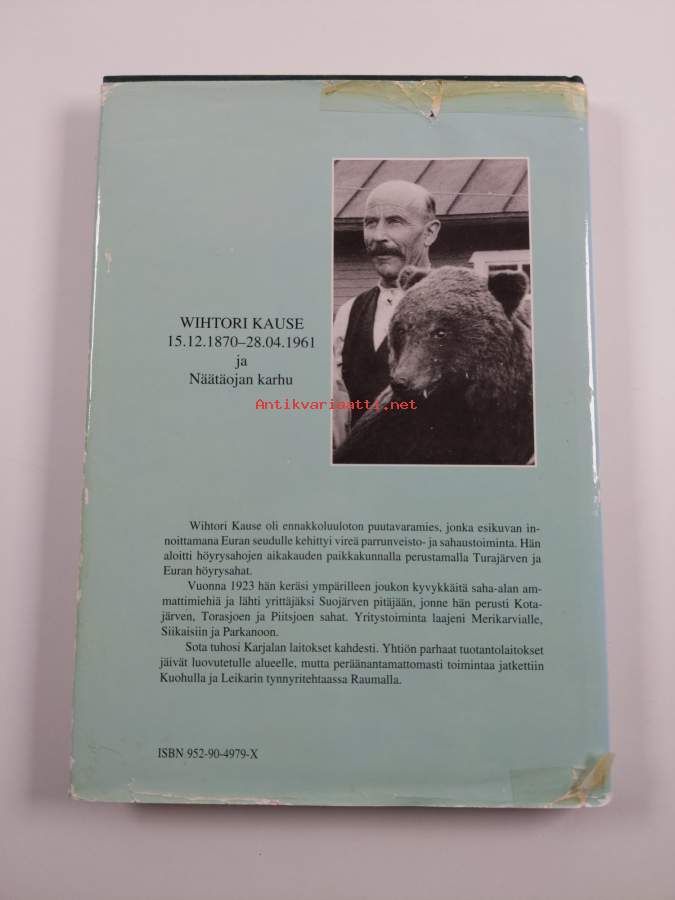 WIHTORI KAUSE
15.12.1870–28.04.1961
ja
Näätäojan karhu
Antikvariaatti.net
Wihtori Kause oli ennakkoluuloton puutavaramies, jonka esikuvan in-
noittamana Euran seudulle kehittyi vireä parrunveisto- ja sahaustoiminta. Hän
aloitti höyrysahojen aikakauden paikkakunnalla perustamalla Turajärven ja
Euran höyrysahat.
Vuonna 1923 hän keräsi ympärilleen joukon kyvykkäitä saha-alan am-
mattimiehiä ja lähti yrittäjäksi Suojärven pitäjään, jonne hän perusti Kota-
järven, Torasjoen ja Piitsjoen sahat. Yritystoiminta laajeni Merikarvialle,
Siikaisiin ja Parkanoon.
Sota tuhosi Karjalan laitokset kahdesti. Yhtiön parhaat tuotantolaitokset
jäivät luovutetulle alueelle, mutta peräänantamattomasti toimintaa jatkettiin
Kuohulla ja Leikarin tynnyritehtaassa Raumalla.
ISBN 952-90-4979-X